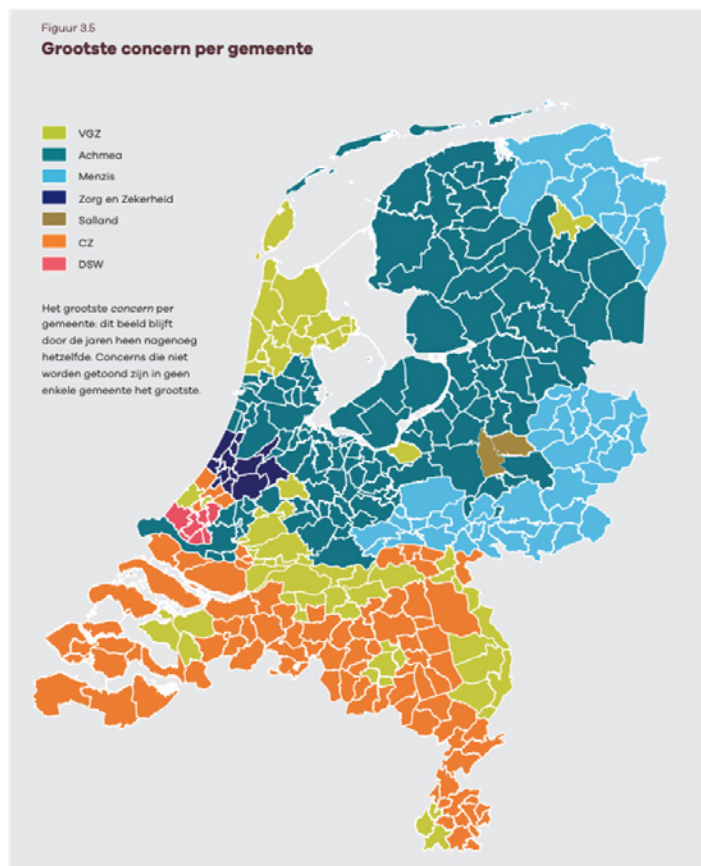 Figuur 3.5
Grootste concern per gemeente
VGZ
Achmea
Menzis
Zorg en Zekerheid
Salland
CZ
DSW
Het grootste concern per
gemeente: dit beeld blijft
door de jaren heen nagenoeg
hetzelfde. Concerns die niet
worden getoond zijn in geen
enkele gemeente het grootste.